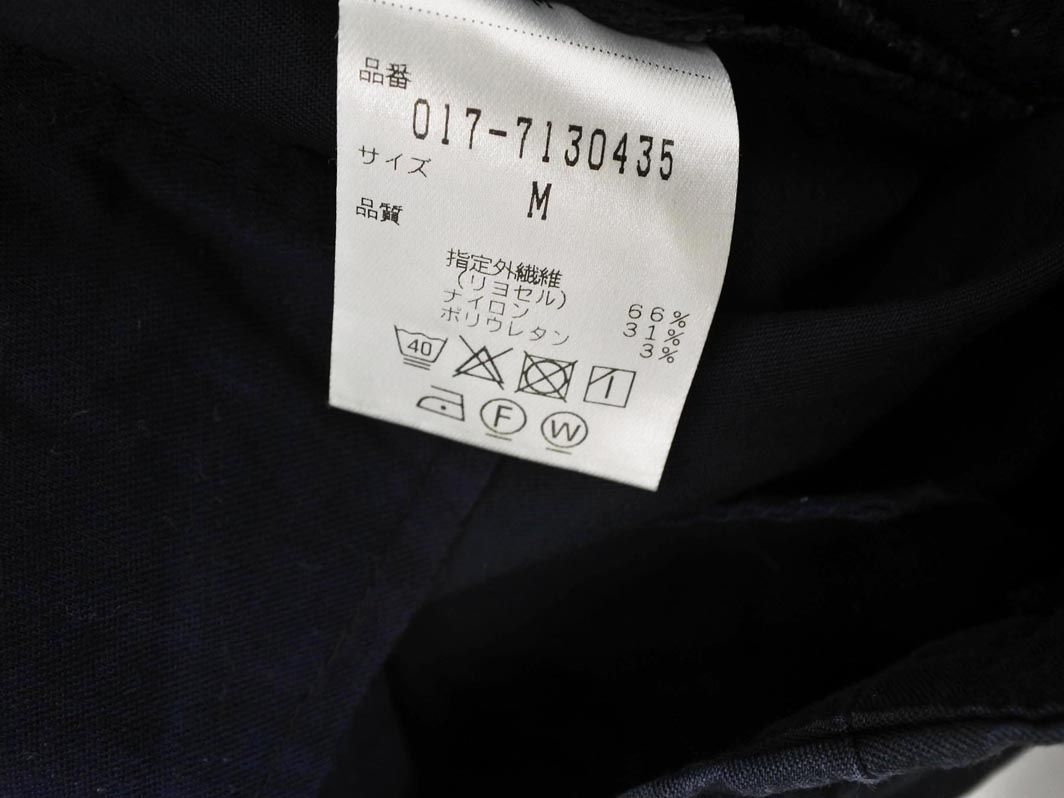 品番
017-7130435
サイズ
M
品質
指定外繊維
(リヨセル) 66%
ナイロン 31%
ポリウレタン 3%
40
F W